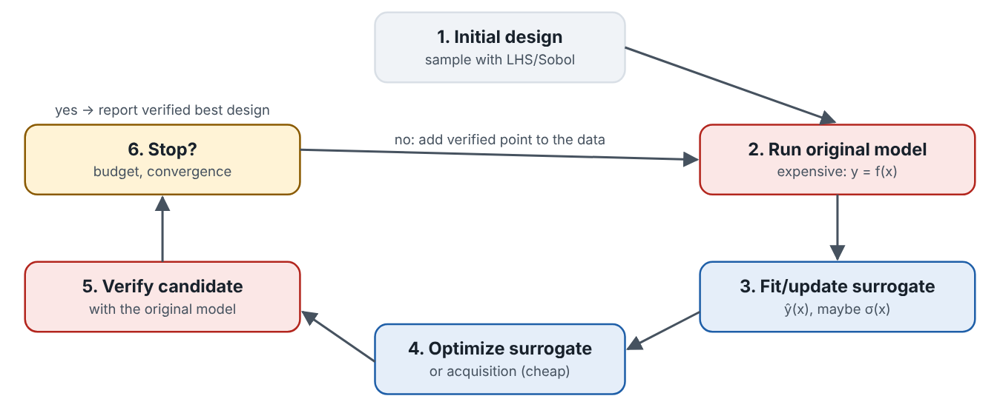 1. Initial design
sample with LHS/Sobol
yes → report verified best design
6. Stop?
budget, convergence
no: add verified point to the data
2. Run original model
expensive: y = f(x)
5. Verify candidate
with the original model
3. Fit/update surrogate
ŷ(x), maybe σ(x)
4. Optimize surrogate
or acquisition (cheap)